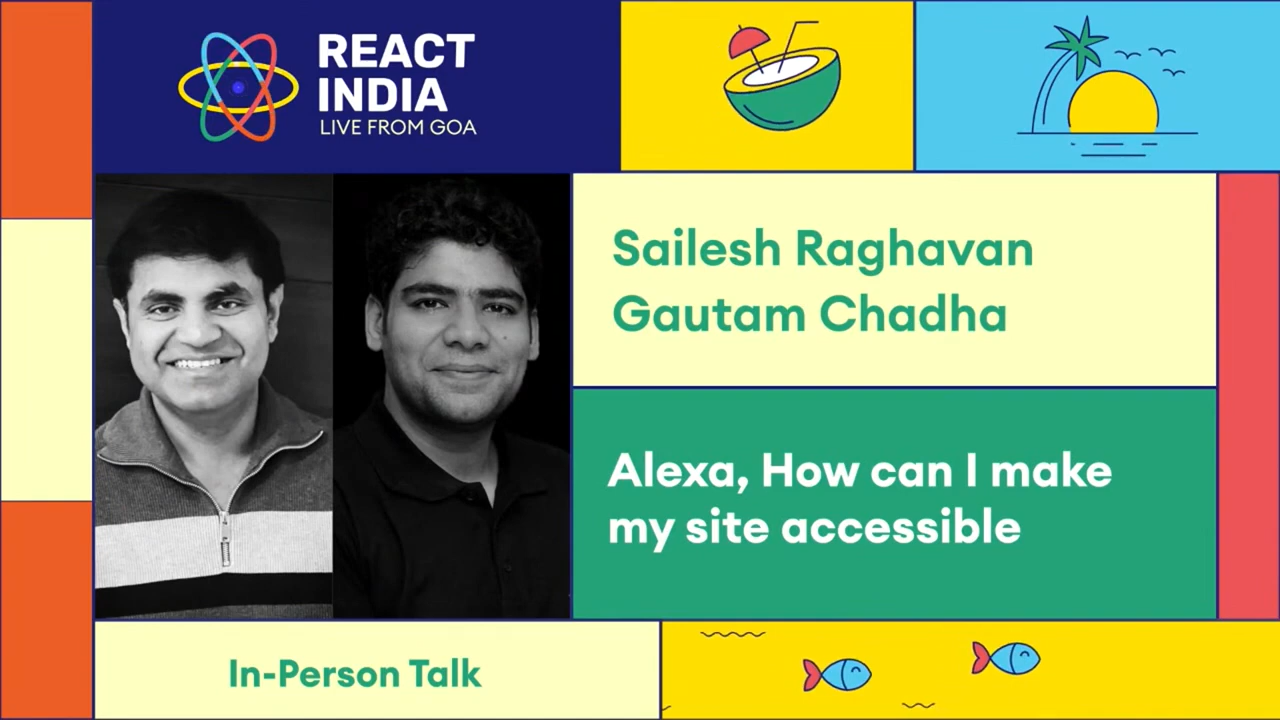 REACT
INDIA
LIVE FROM GOA
Sailesh Raghavan
Gautam Chadha
Alexa, How can I make
my site accessible
In-Person Talk